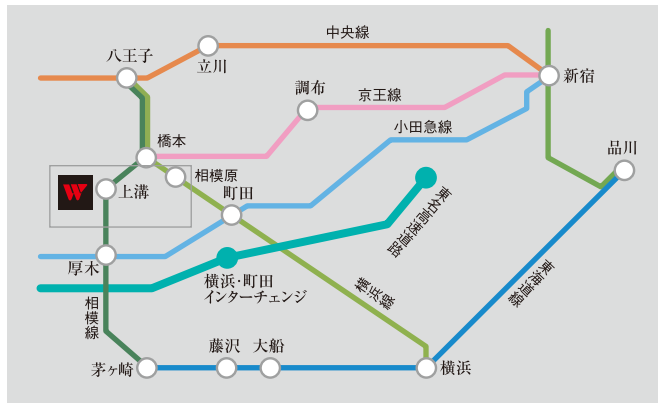 中央線
八王子
立川
新宿
調布
京王線
小田急線
橋本
品川
相模原
W
上溝
町田
東名高速道路
厚木
横浜・町田
インターチェンジ
東海道線
横浜線
相模線
藤沢
大船
茅ヶ崎
横浜